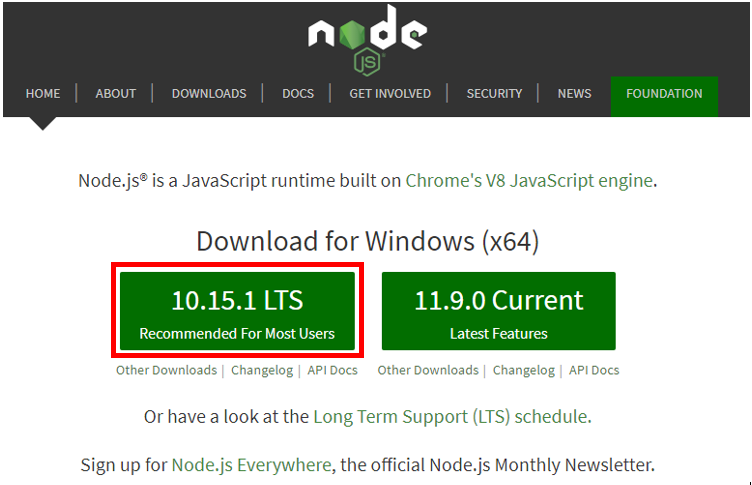 node
JS
HOME | ABOUT | DOWNLOADS | DOCS | GET INVOLVED | SECURITY | NEWS FOUNDATION
Node.js® is a JavaScript runtime built on Chrome's V8 JavaScript engine.
Download for Windows (x64)
10.15.1 LTS
Recommended For Most Users
11.9.0 Current
Latest Features
Other Downloads | Changelog | API Docs
Other Downloads | Changelog | API Docs
Or have a look at the Long Term Support (LTS) schedule.
Sign up for Node.js Everywhere, the official Node.js Monthly Newsletter.